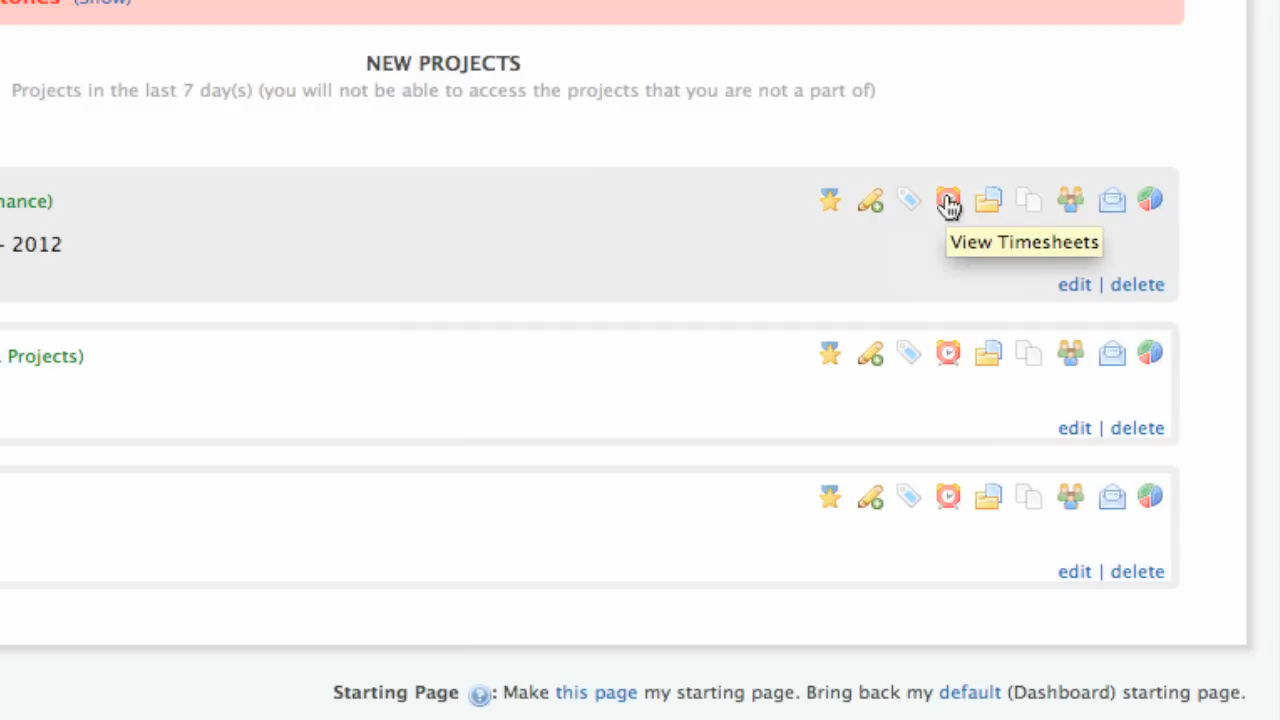 (Show)
NEW PROJECTS
Projects in the last 7 day(s) (you will not be able to access the projects that you are not a part of)
nance)
- 2012
View Timesheets
edit | delete
Projects)
edit | delete
edit | delete
Starting Page ?: Make this page my starting page. Bring back my default (Dashboard) starting page.